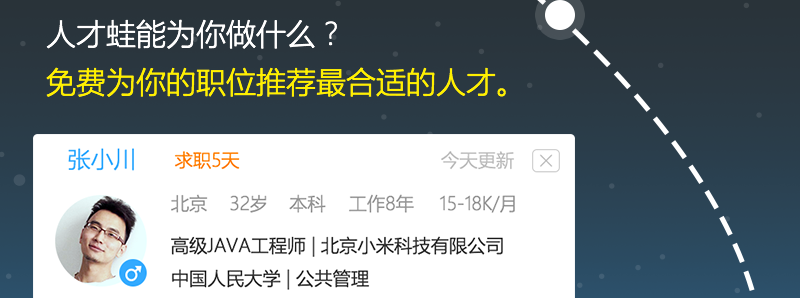 人才蛙能为你做什么？
免费为你的职位推荐最合适的人才。
张小川 求职5天 今天更新
北京 32岁 本科 工作8年 15-18K/月
高级JAVA工程师 | 北京小米科技有限公司
中国人民大学 | 公共管理